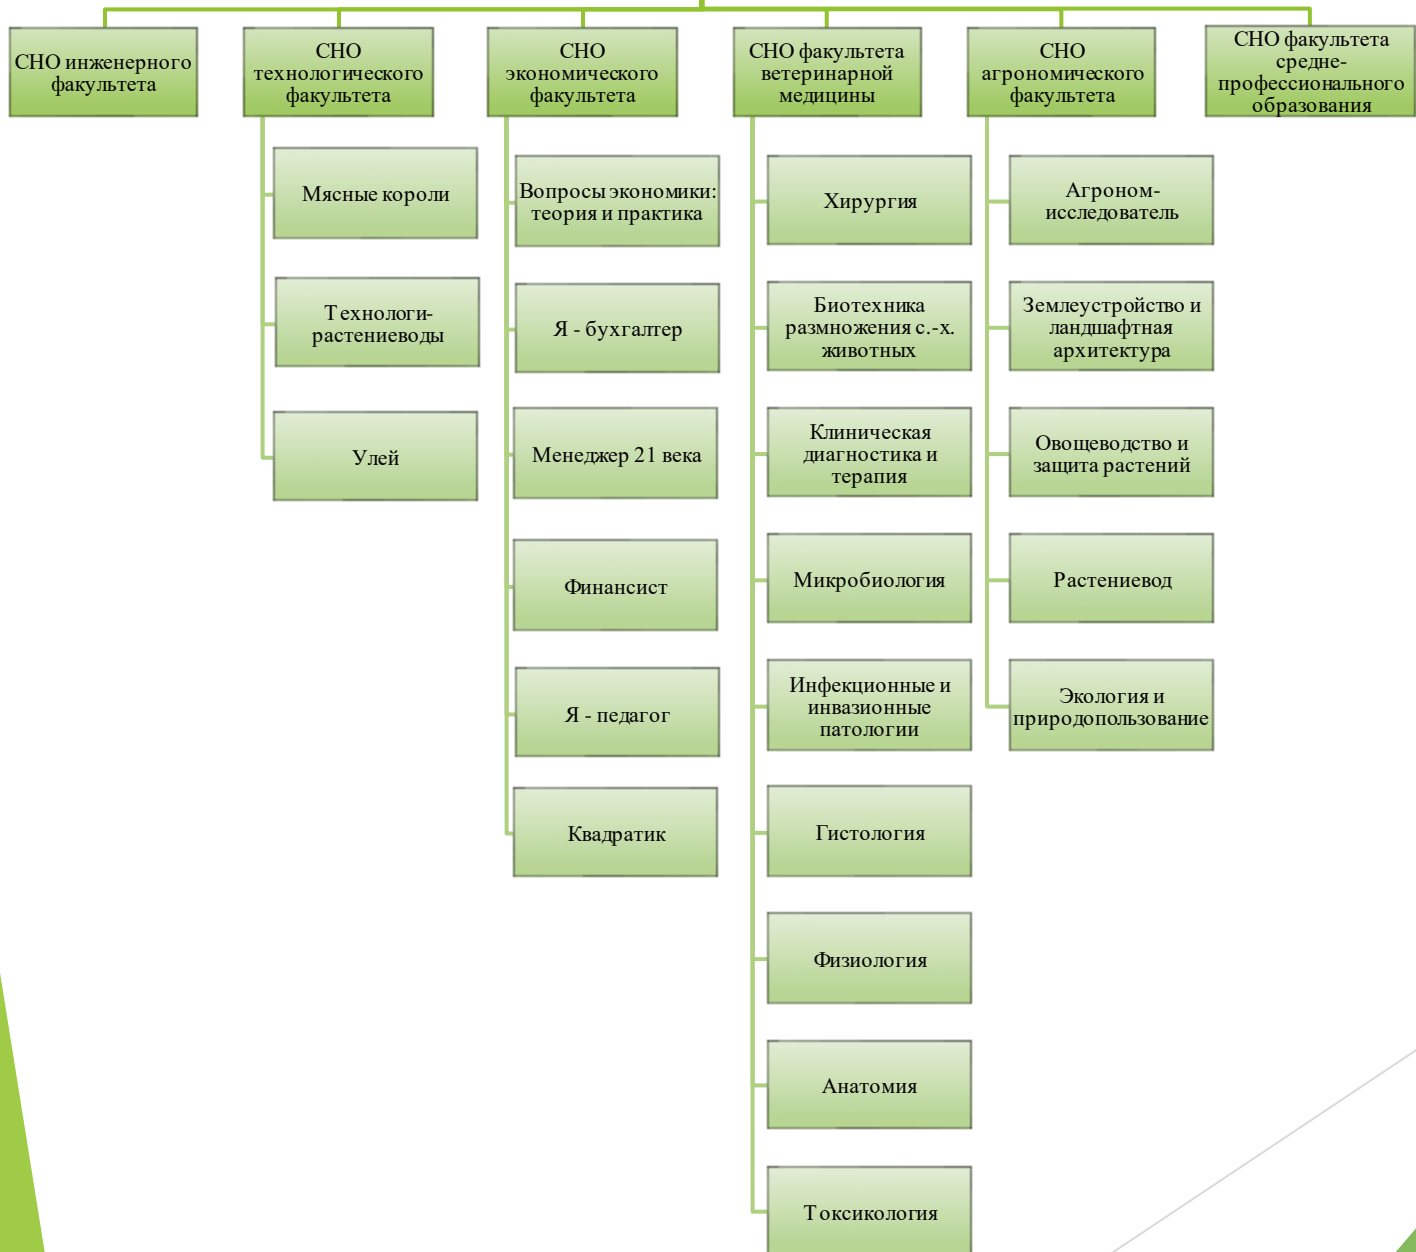 СНО инженерного
факультета
СНО
технологического
факультета
Мясные короли
Технологи-
растениеводы
Улей
СНО
экономического
факультета
Вопросы экономики:
теория и практика
Я - бухгалтер
Менеджер 21 века
Финансист
Я - педагог
Квадратик
СНО факультета
ветеринарной
медицины
Хирургия
Биотехника
размножения с.-х.
животных
Клиническая
диагностика и
терапия
Микробиология
Инфекционные и
инвазионные
патологии
Гистология
Физиология
Анатомия
Токсикология
СНО
агрономического
факультета
Агроном-
исследователь
Землеустройство и
ландшафтная
архитектура
Овощеводство и
защита растений
Растениевод
Экология и
природопользование
СНО факультета
средне-
профессионального
образования